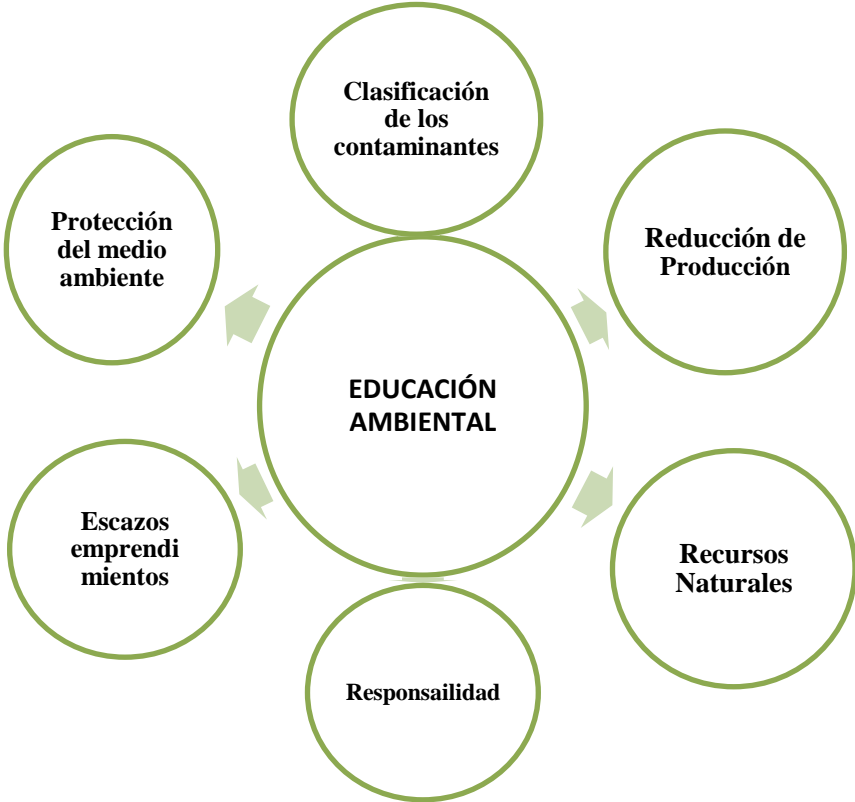 Clasificación
de los
contaminantes
Protección
del medio
ambiente
Reducción de
Producción
EDUCACIÓN
AMBIENTAL
Escazos
emprendi
mientos
Recursos
Naturales
Responsailidad